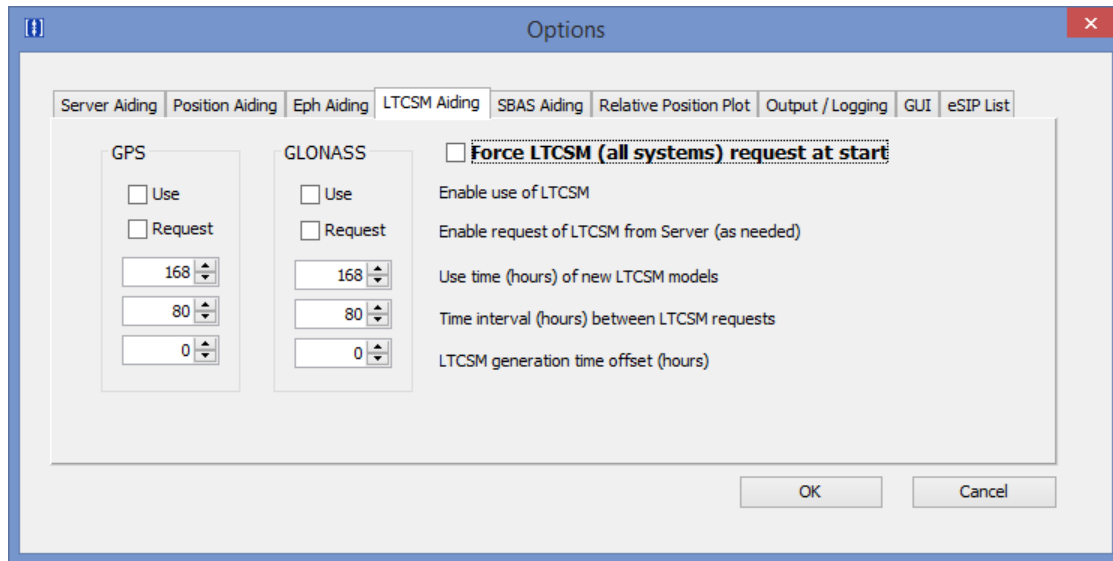 Options
Server Aiding Position Aiding Eph Aiding LTCSM Aiding SBAS Aiding Relative Position Plot Output / Logging GUI eSIP List
GPS GLONASS Force LTCSM (all systems) request at start
Use Use Enable use of LTCSM
Request Request Enable request of LTCSM from Server (as needed)
168 168 Use time (hours) of new LTCSM models
80 80 Time interval (hours) between LTCSM requests
0 0 LTCSM generation time offset (hours)
OK Cancel